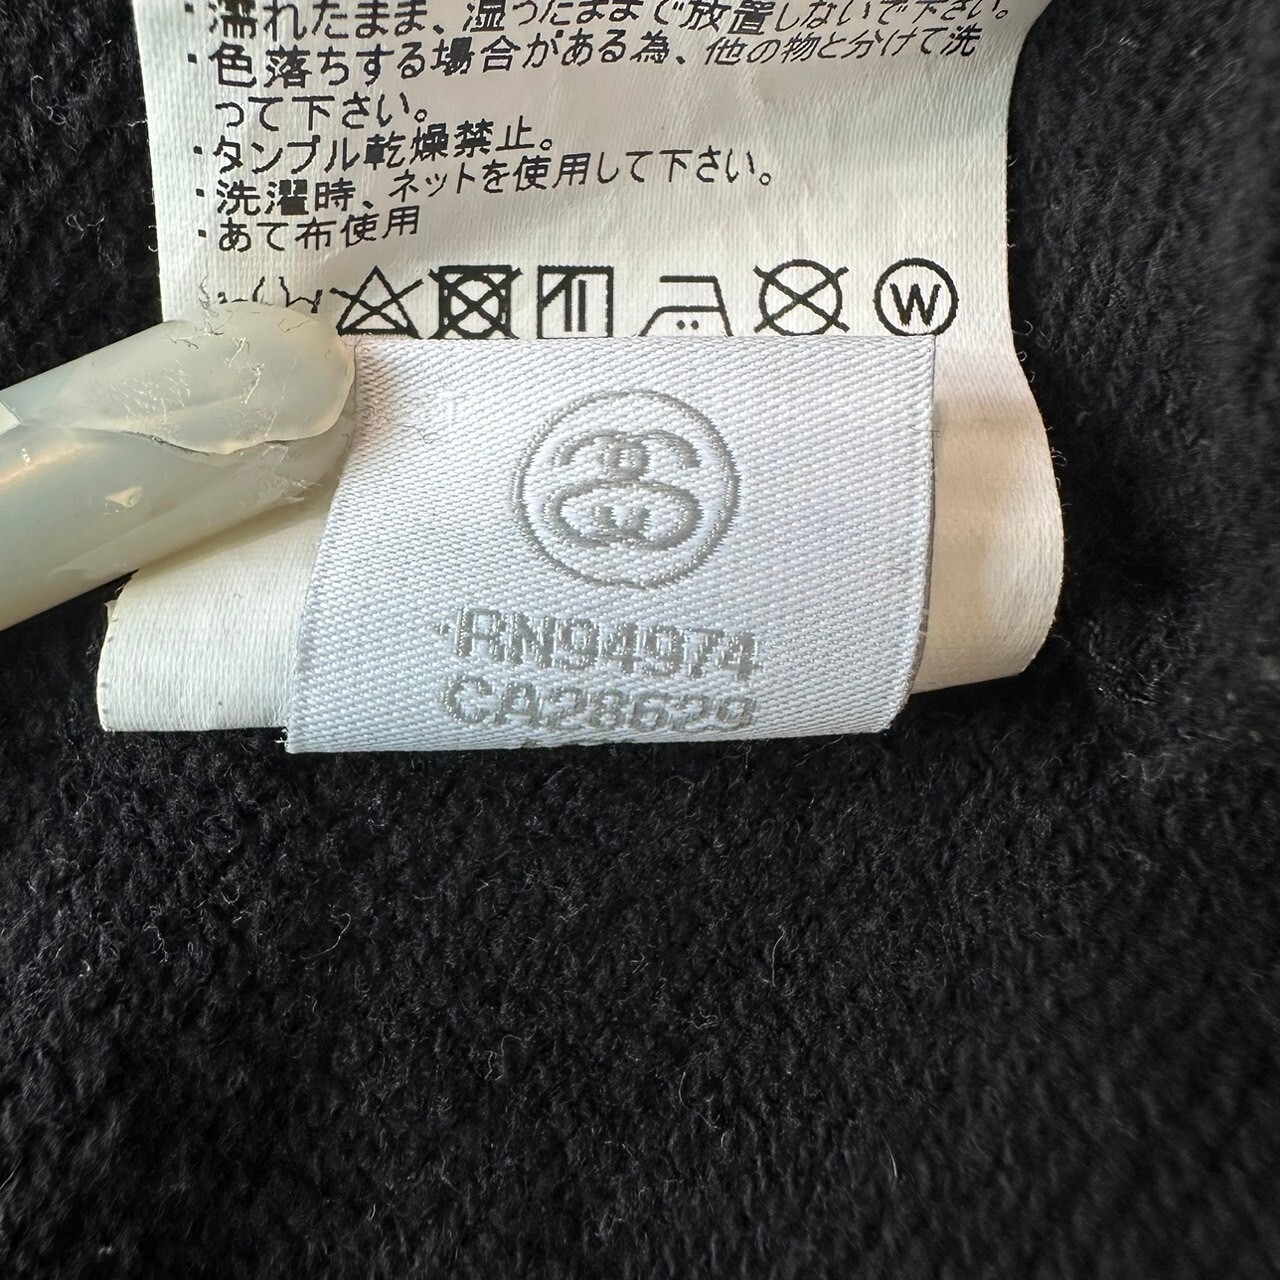 ・濡れたまま、湿ったままで放置しないで下さい。
・色落ちする場合がある為、他の物と分けて洗
って下さい。
・タンブル乾燥禁止。
・洗濯時、ネットを使用して下さい。
・あて布使用
W
RN94974
CA28629